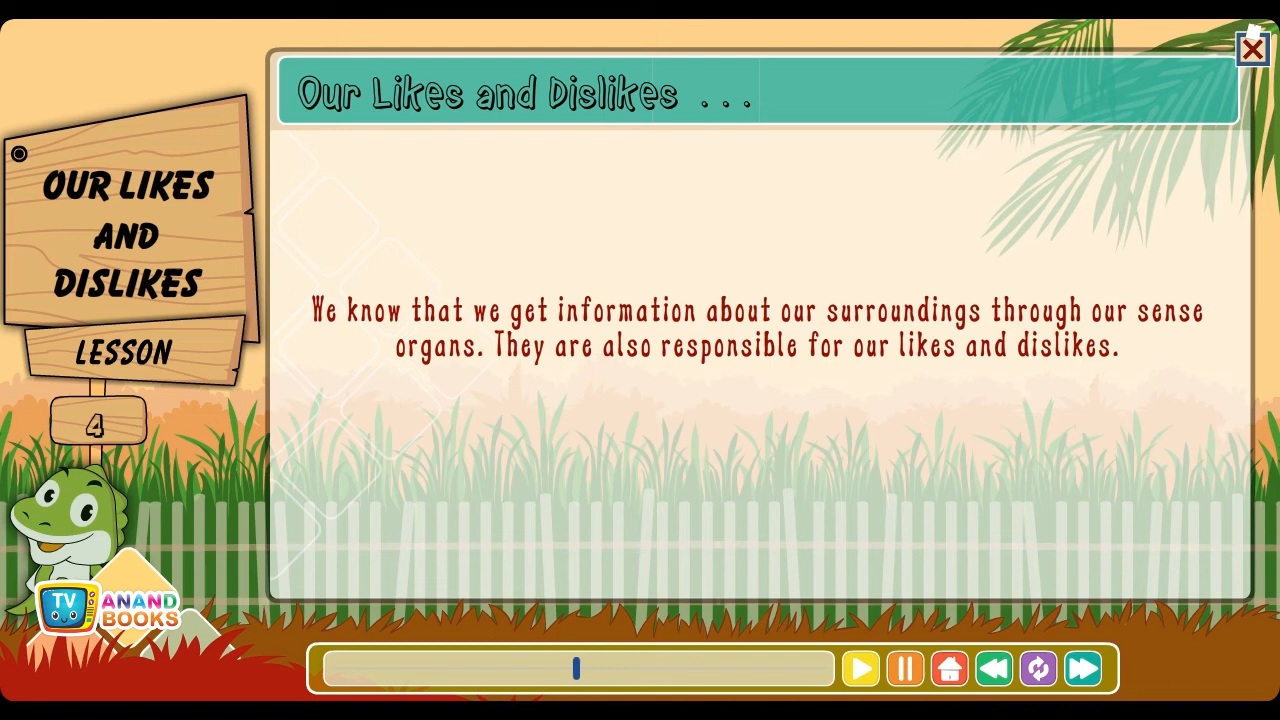 Our Likes and Dislikes ...
OUR LIKES
AND
DISLIKES
LESSON
4
We know that we get information about our surroundings through our sense
organs. They are also responsible for our likes and dislikes.
TV
ANAND
BOOKS